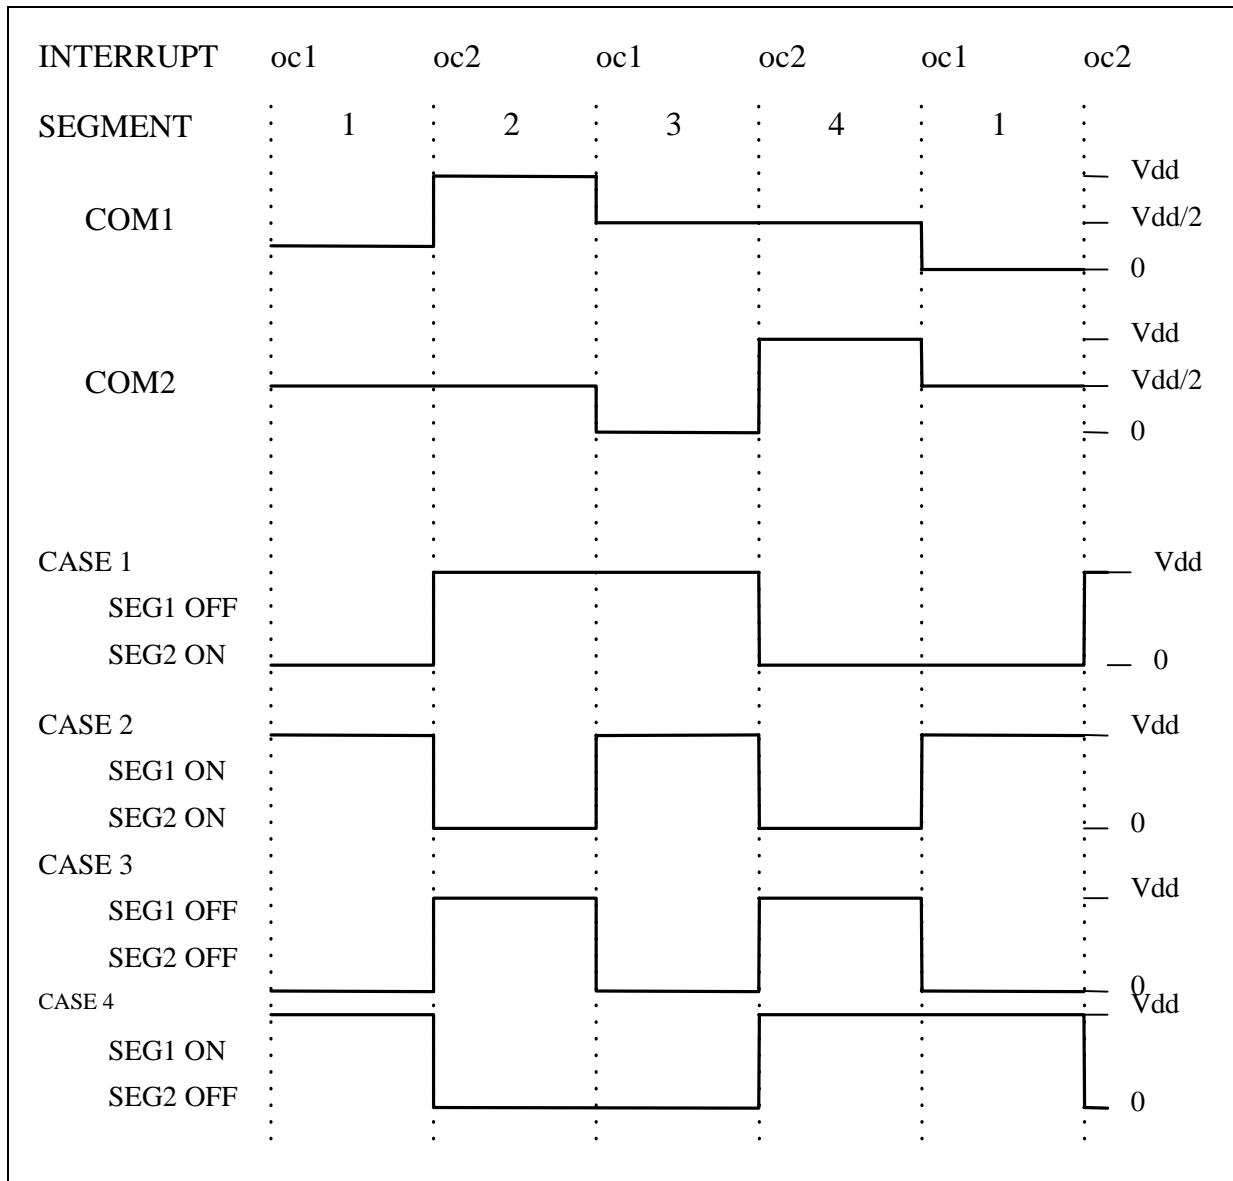 INTERRUPT oc1 oc2 oc1 oc2 oc1 oc2
SEGMENT 1 2 3 4 1
Vdd
COM1 Vdd/2
0
Vdd
COM2 Vdd/2
0
CASE 1 Vdd
SEG1 OFF
SEG2 ON 0
CASE 2 Vdd
SEG1 ON
SEG2 ON 0
CASE 3
Vdd
SEG1 OFF
SEG2 OFF
0
CASE 4 Vdd
SEG1 ON
SEG2 OFF 0